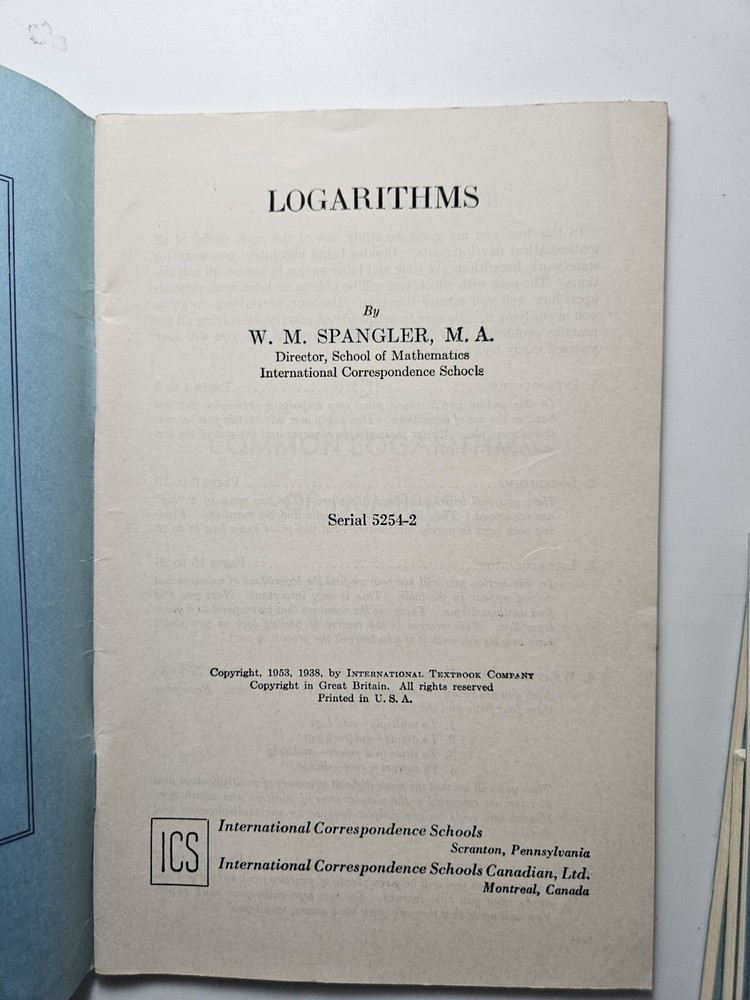 LOGARITHMS
By
W. M. SPANGLER, M. A.
Director, School of Mathematics
International Correspondence Schools
Serial 5254-2
Copyright, 1953, 1938, by INTERNATIONAL TEXTBOOK COMPANY
Copyright in Great Britain. All rights reserved
Printed in U. S. A.
ICS
International Correspondence Schools
Scranton, Pennsylvania
International Correspondence Schools Canadian, Ltd.
Montreal, Canada